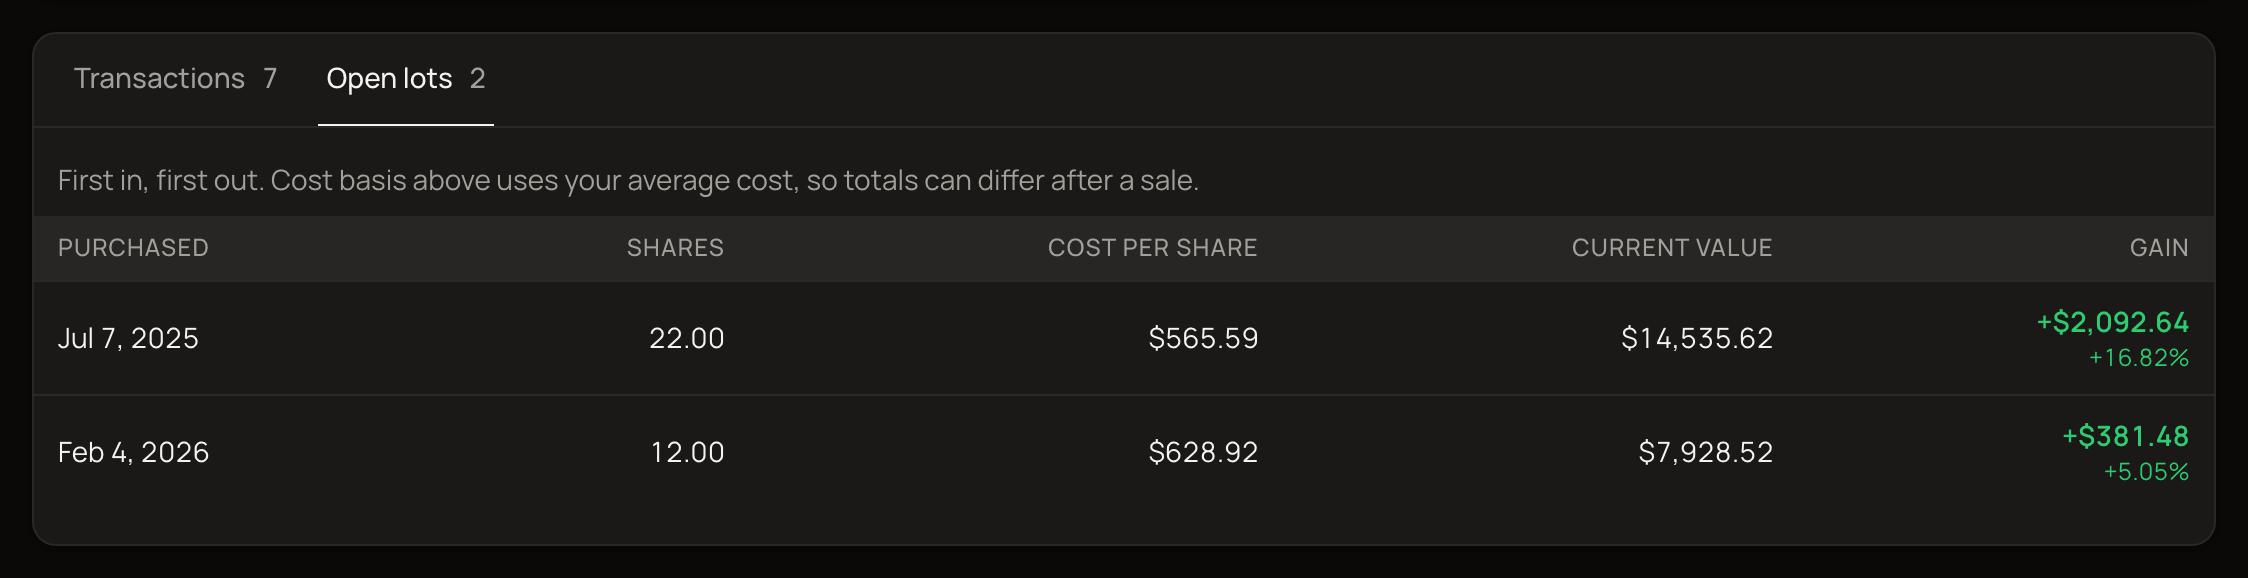 Transactions 7 Open lots 2
First in, first out. Cost basis above uses your average cost, so totals can differ after a sale.
PURCHASED SHARES COST PER SHARE CURRENT VALUE GAIN
Jul 7, 2025 22.00 $565.59 $14,535.62 +$2,092.64
+16.82%
Feb 4, 2026 12.00 $628.92 $7,928.52 +$381.48
+5.05%